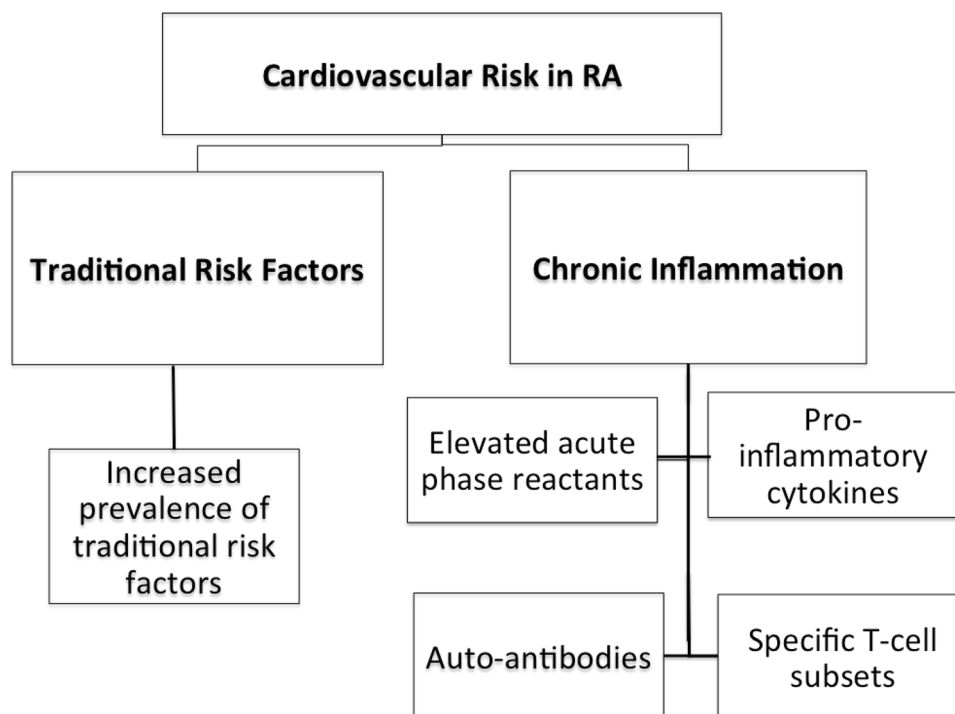 Cardiovascular Risk in RA
Traditional Risk Factors
Chronic Inflammation
Increased
prevalence of
traditional risk
factors
Elevated acute
phase reactants
Pro-
inflammatory
cytokines
Auto-antibodies
Specific T-cell
subsets